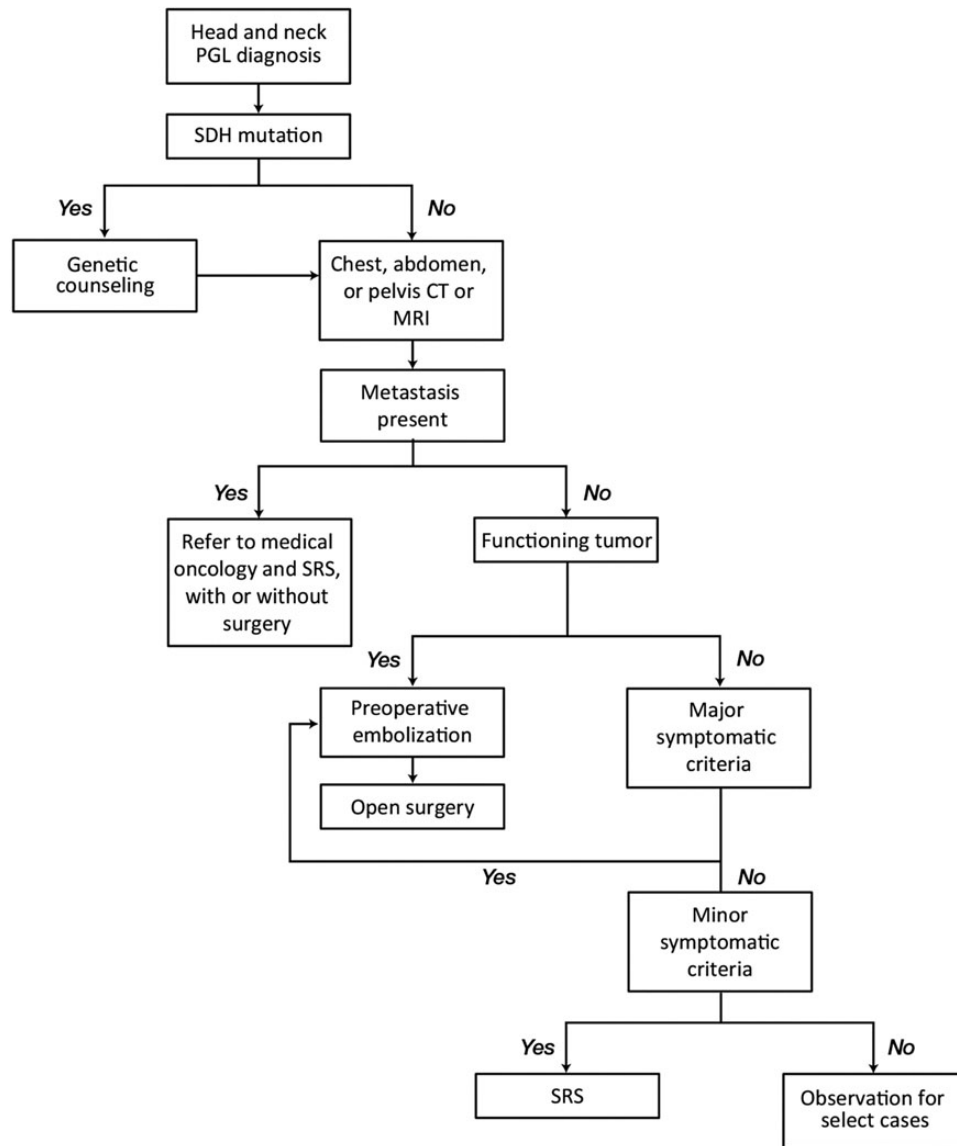 Head and neck
PGL diagnosis
SDH mutation
Yes
No
Genetic
counseling
Chest, abdomen,
or pelvis CT or
MRI
Metastasis
present
Yes
No
Refer to medical
oncology and SRS,
with or without
surgery
Functioning tumor
Yes
No
Preoperative
embolization
Major
symptomatic
criteria
Open surgery
Yes
No
Minor
symptomatic
criteria
Yes
No
SRS
Observation for
select cases